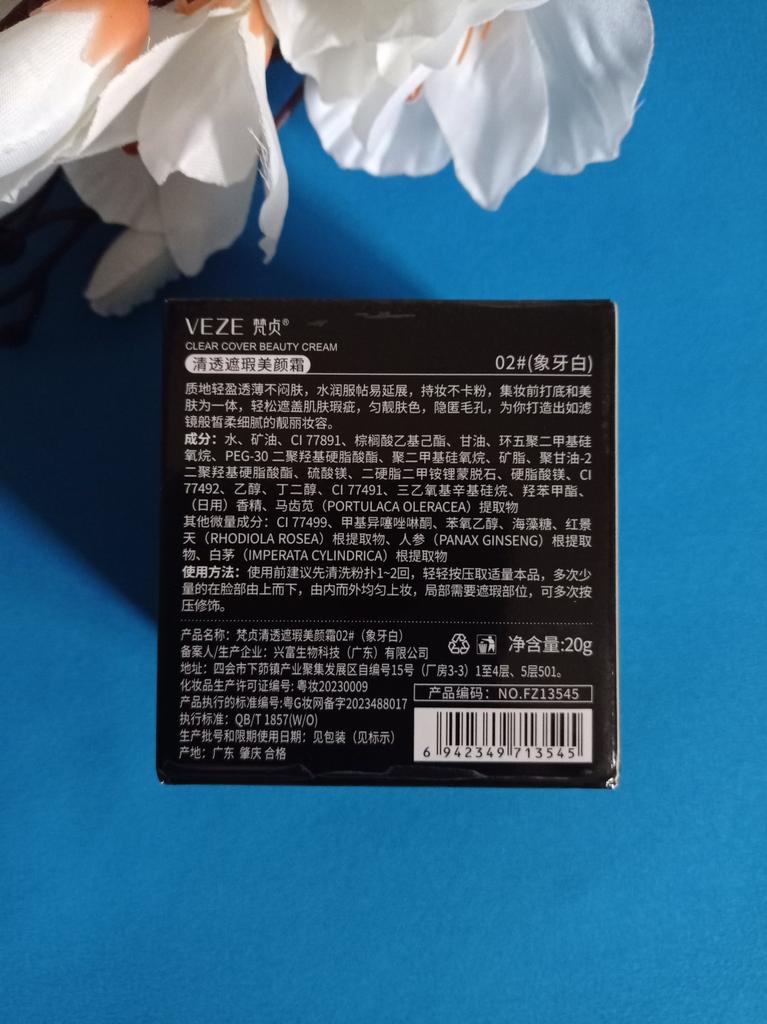 VEZE 梵贞®
CLEAR COVER BEAUTY CREAM
清透遮瑕美颜霜
02#(象牙白)
质地轻盈透薄不闷肤，水润服帖易延展，持妆不卡粉，集妆前打底和美
肤为一体，轻松遮盖肌肤瑕疵，匀靓肤色，隐匿毛孔，为你打造出如滤
镜般皙柔细腻的靓丽妆容。
成分：水、矿油、CI 77891、棕榈酸乙基己酯、甘油、环五聚二甲基硅
氧烷、PEG-30 二聚羟基硬脂酸酯、聚二甲基硅氧烷、矿脂、聚甘油-2
二聚羟基硬脂酸酯、硫酸镁、二硬脂二甲铵锂蒙脱石、硬脂酸镁、CI
77492、乙醇、丁二醇、CI 77491、三乙氧基辛基硅烷、羟苯甲酯、
（日用）香精、马齿苋（PORTULACA OLERACEA）提取物
其他微量成分：CI 77499、甲基异噻唑啉酮、苯氧乙醇、海藻糖、红景
天（RHODIOLA ROSEA）根提取物、人参（PANAX GINSENG）根提取
物、白茅（IMPERATA CYLINDRICA）根提取物
使用方法：使用前建议先清洗粉扑1~2回，轻轻按压取适量本品，多次少
量的在脸部由上而下，由内而外均匀上妆，局部需要遮瑕部位，可多次按
压修饰。
产品名称：梵贞清透遮瑕美颜霜02#（象牙白）
备案人/生产企业：兴富生物科技（广东）有限公司
净含量:20g
地址：四会市下茆镇产业聚集发展区自编号15号（厂房3-3）1至4层、5层501。
化妆品生产许可证编号: 粤妆20230009
产品编码：NO.FZ13545
产品执行的标准编号:粤G妆网备字2023488017
执行标准：QB/T 1857(W/O)
生产批号和限期使用日期：见包装（见标示）
产地：广东 肇庆 合格
6 942349 713545